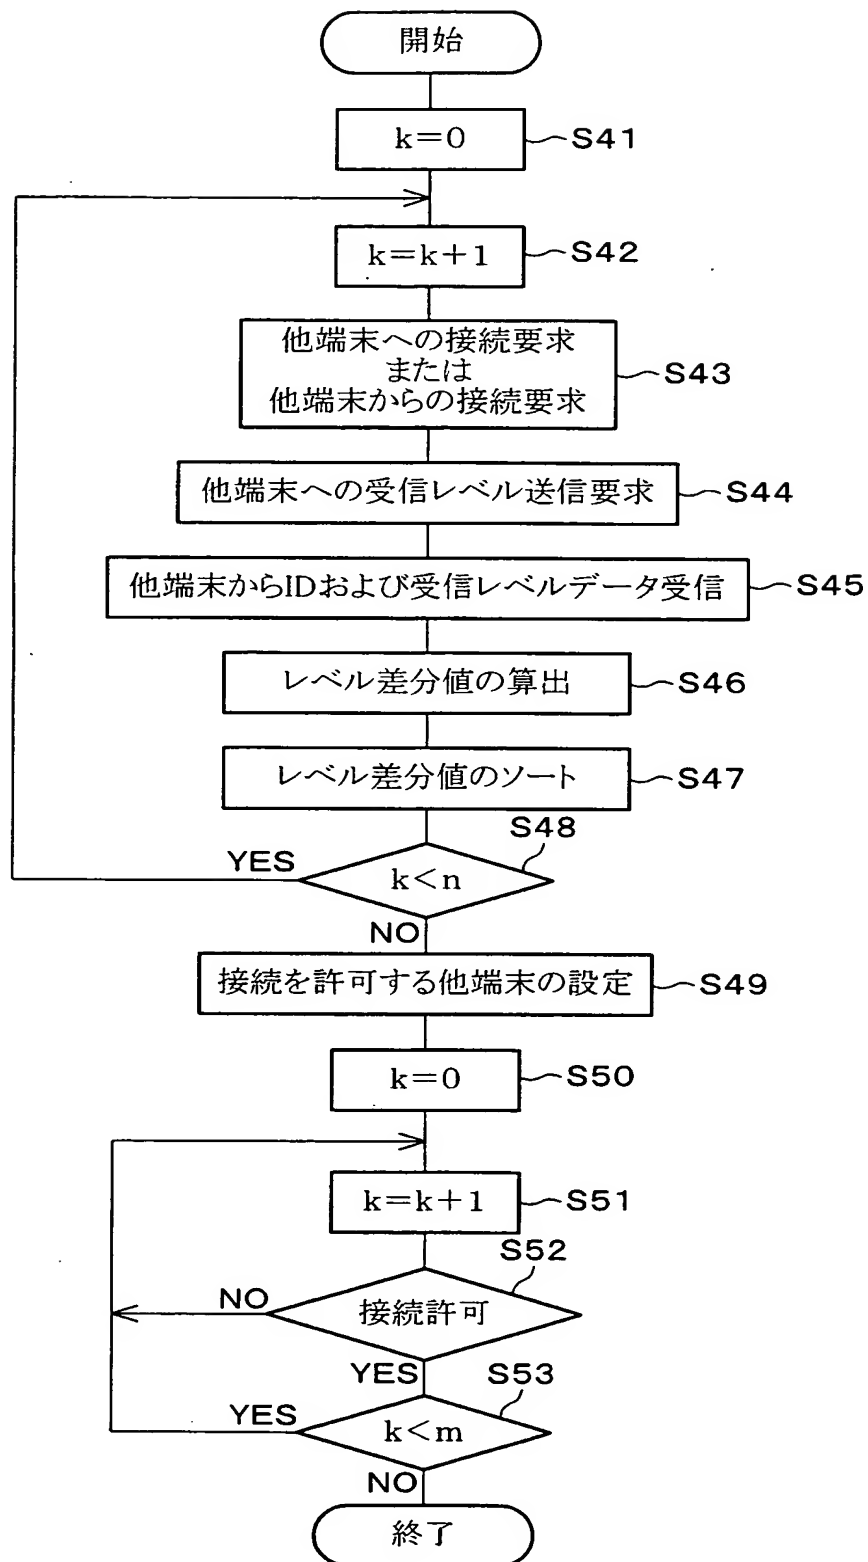 開始
k=0
S41
k=k+1
S42
他端末への接続要求
または
他端末からの接続要求
S43
他端末への受信レベル送信要求
S44
他端末からIDおよび受信レベルデータ受信
S45
レベル差分値の算出
S46
レベル差分値のソート
S47
S48
YES
k<n
NO
接続を許可する他端末の設定
S49
k=0
S50
k=k+1
S51
S52
NO
接続許可
YES
S53
YES
k<m
NO
終了